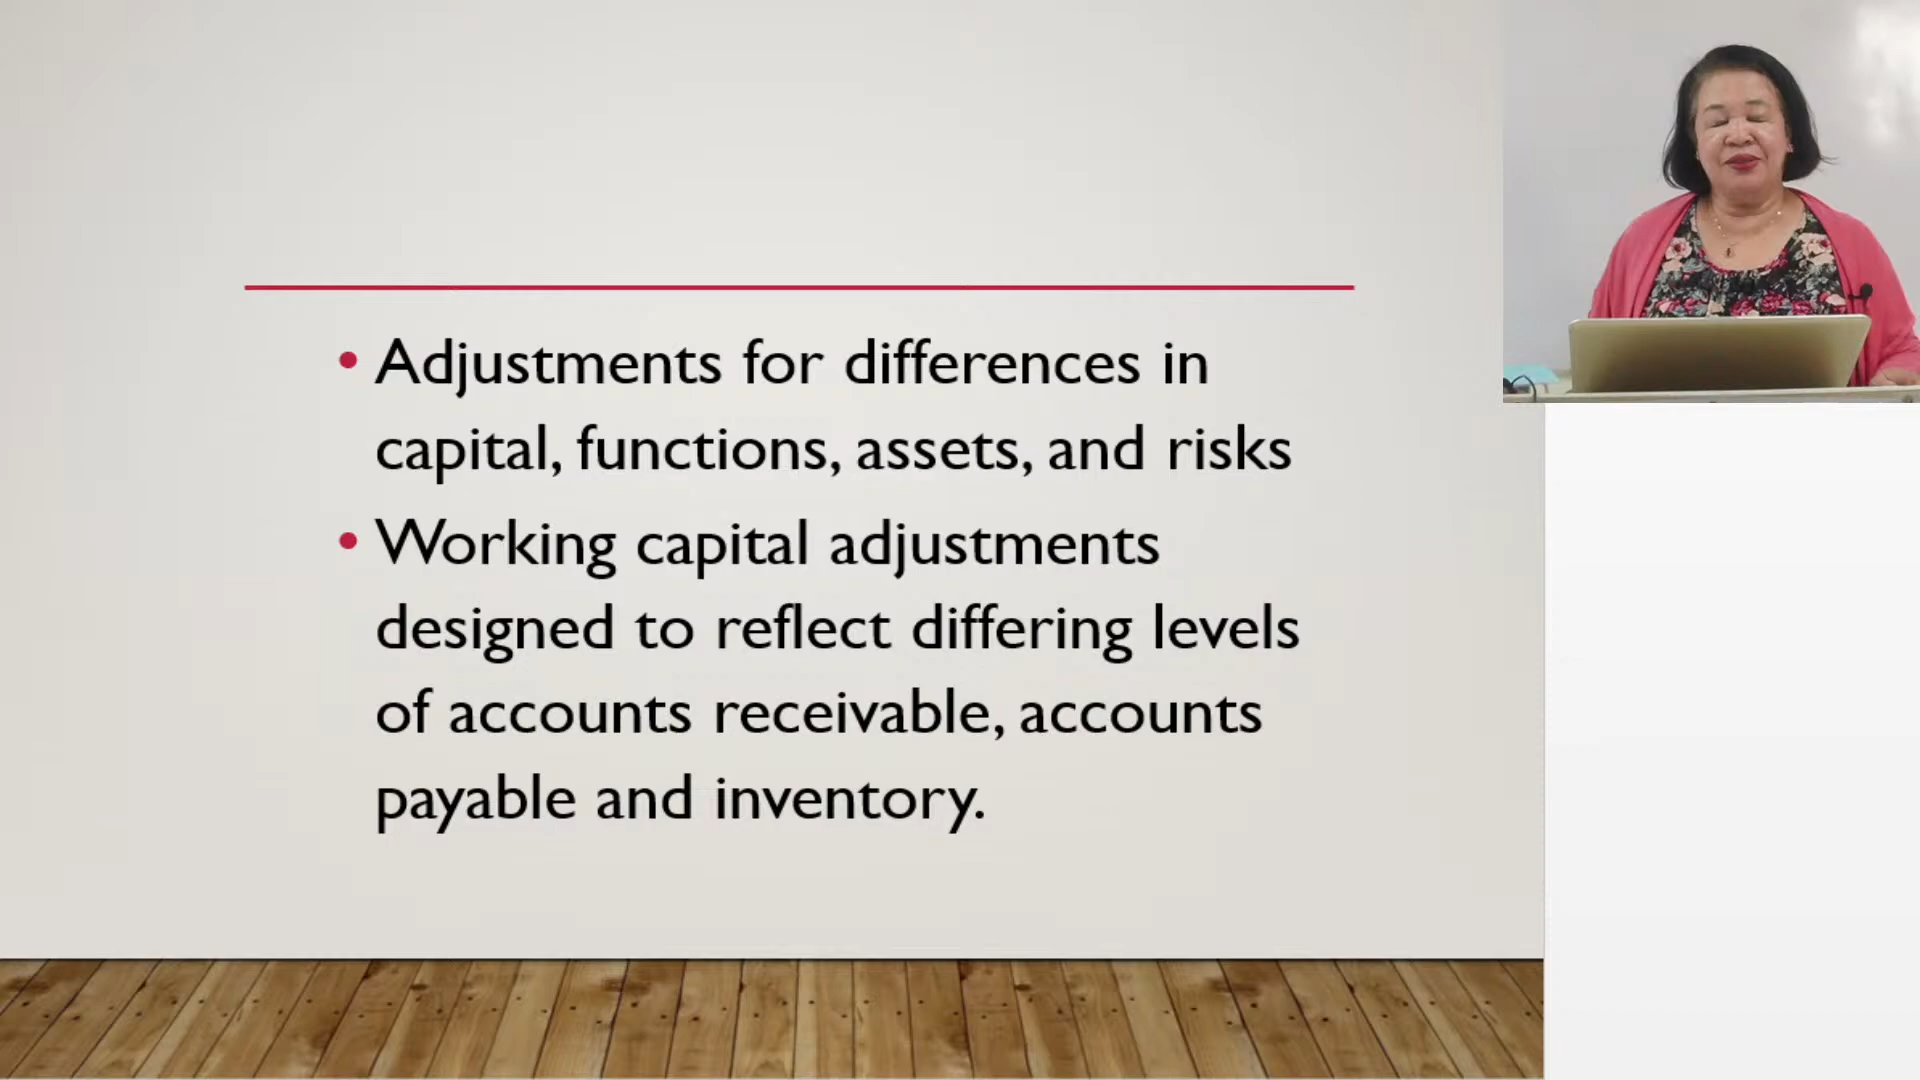 • Adjustments for differences in
capital, functions, assets, and risks
• Working capital adjustments
designed to reflect differing levels
of accounts receivable, accounts
payable and inventory.